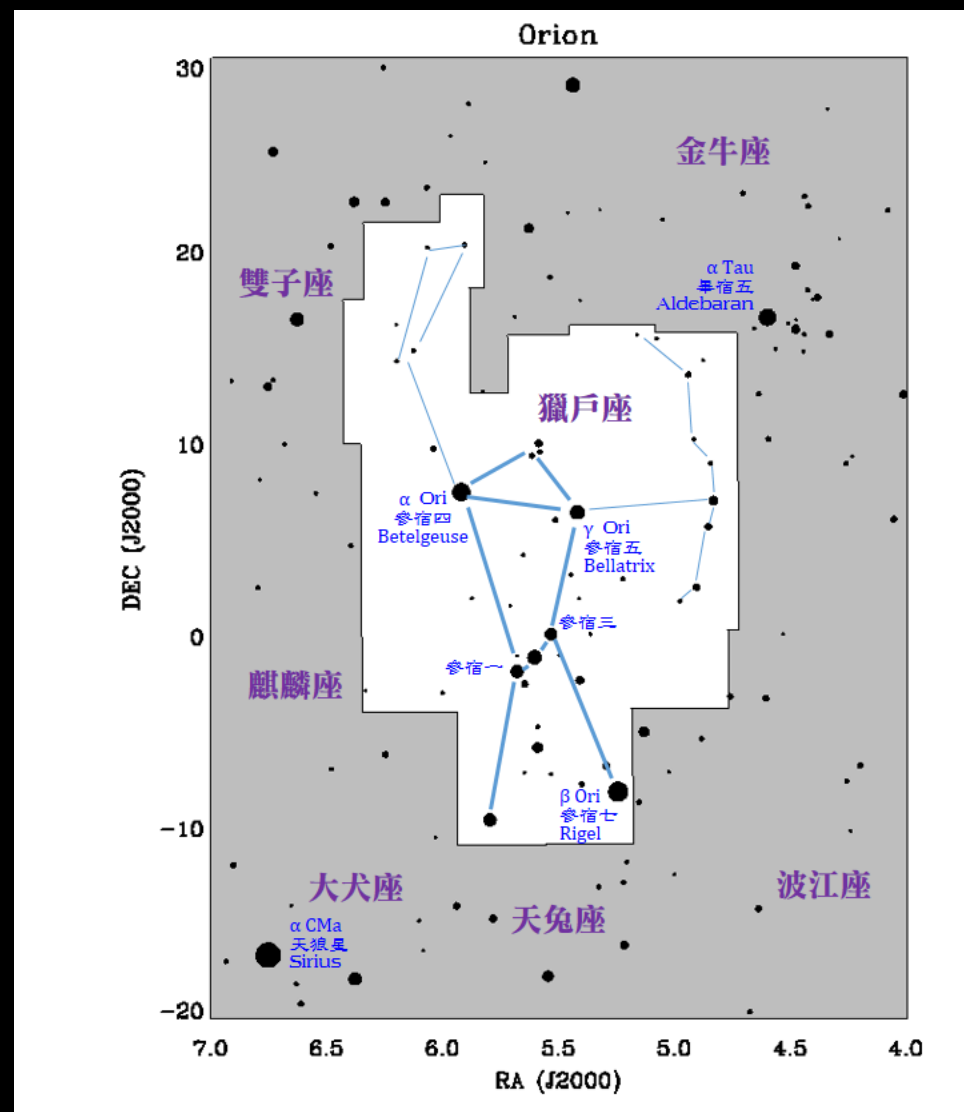 Orion
30
金牛座
20
雙子座
α Tau
畢宿五
Aldebaran
獵戶座
10
α Ori
參宿四
Betelgeuse
γ Ori
參宿五
Bellatrix
DEC (J2000)
參宿三
0
參宿一
麒麟座
β Ori
參宿七
Rigel
-10
大犬座
天兔座
波江座
α CMa
天狼星
Sirius
-20
7.0 6.5 6.0 5.5 5.0 4.5 4.0
RA (J2000)